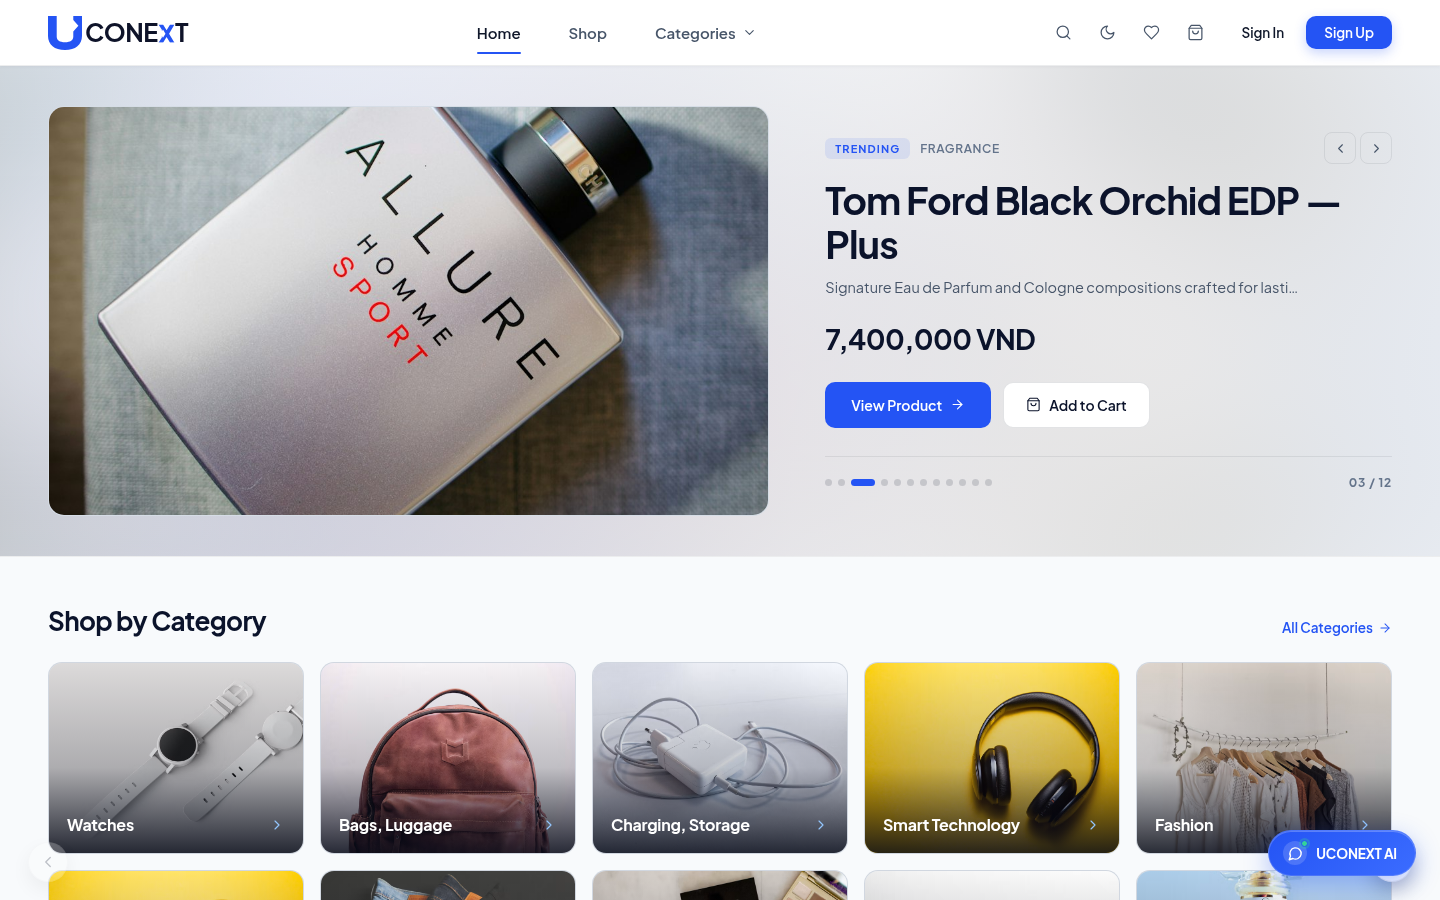 UCONEXT
Home
Shop
Categories
Sign In
Sign Up
ALLURE
HOMME
SPORT
TRENDING
FRAGRANCE
Tom Ford Black Orchid EDP —
Plus
Signature Eau de Parfum and Cologne compositions crafted for lasti...
7,400,000 VND
View Product
Add to Cart
03 / 12
Shop by Category
All Categories
Watches
Bags, Luggage
Charging, Storage
Smart Technology
Fashion
UCONEXT AI